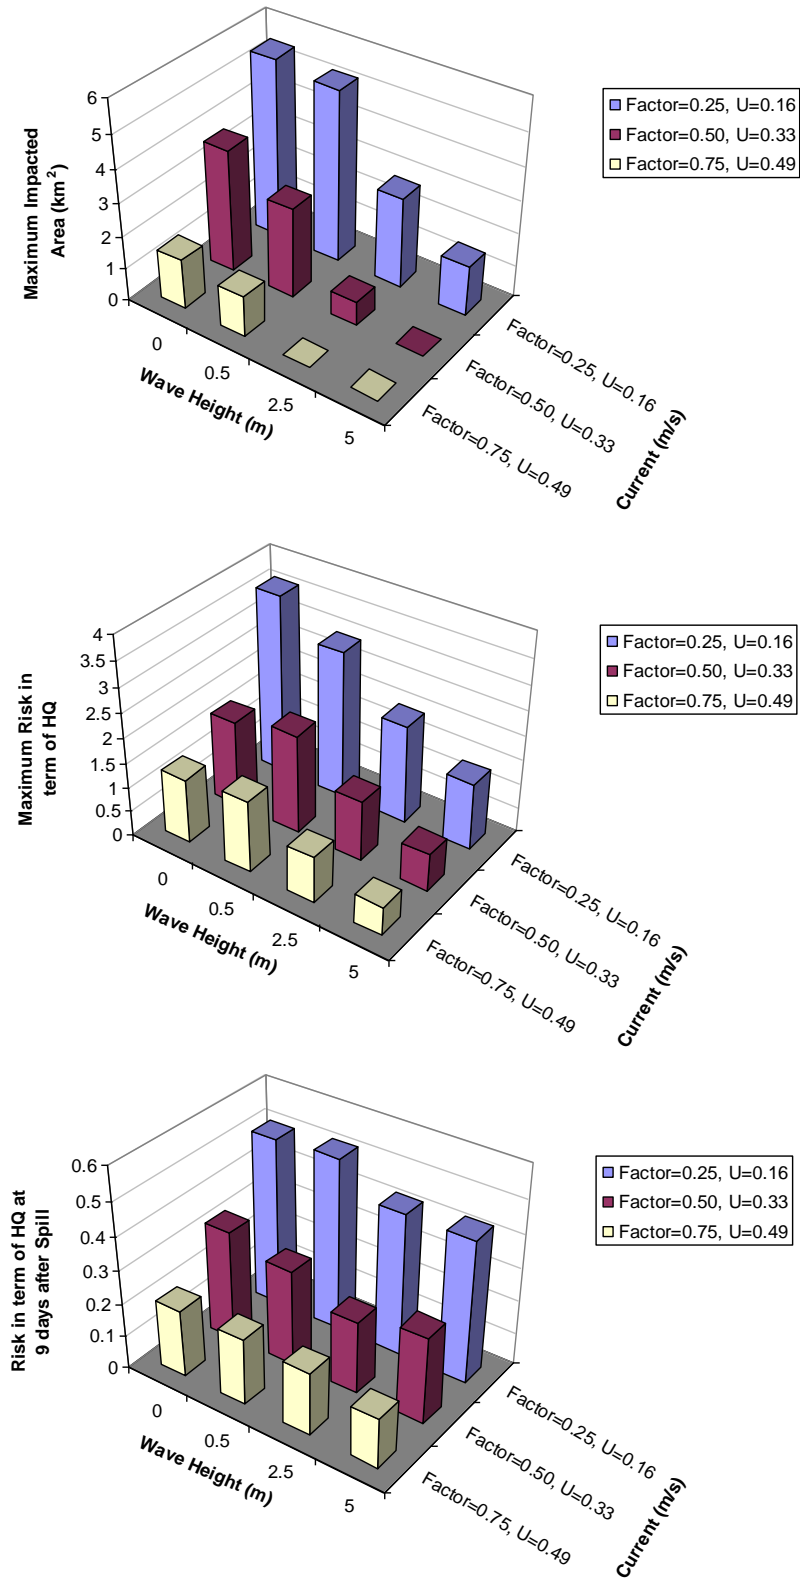 6
5
4
3
2
1
0
Maximum Impacted
Area (km²)
0
0.5
2.5
5
Wave Height (m)
Factor=0.25, U=0.16
Factor=0.50, U=0.33
Factor=0.75, U=0.49
Current (m/s)
Factor=0.25, U=0.16
Factor=0.50, U=0.33
Factor=0.75, U=0.49
4
3.5
3
2.5
2
1.5
1
0.5
0
Maximum Risk in
term of HQ
0
0.5
2.5
5
Wave Height (m)
Factor=0.25, U=0.16
Factor=0.50, U=0.33
Factor=0.75, U=0.49
Current (m/s)
Factor=0.25, U=0.16
Factor=0.50, U=0.33
Factor=0.75, U=0.49
0.6
0.5
0.4
0.3
0.2
0.1
0
Risk in term of HQ at
9 days after Spill
0
0.5
2.5
5
Wave Height (m)
Factor=0.25, U=0.16
Factor=0.50, U=0.33
Factor=0.75, U=0.49
Current (m/s)
Factor=0.25, U=0.16
Factor=0.50, U=0.33
Factor=0.75, U=0.49